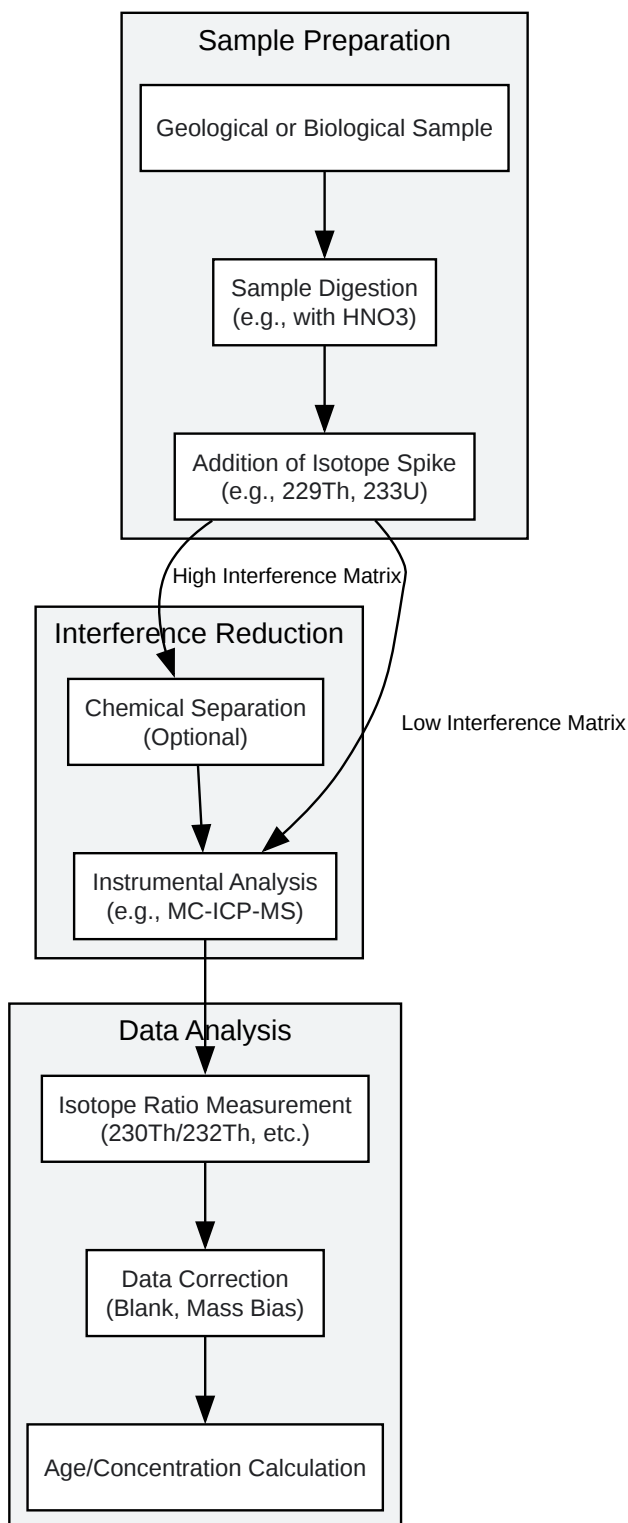 Sample Preparation
Geological or Biological Sample
Sample Digestion
(e.g., with HNO3)
Addition of Isotope Spike
(e.g., 229Th, 233U)
High Interference Matrix
Interference Reduction
Chemical Separation
(Optional)
Low Interference Matrix
Instrumental Analysis
(e.g., MC-ICP-MS)
Data Analysis
Isotope Ratio Measurement
(230Th/232Th, etc.)
Data Correction
(Blank, Mass Bias)
Age/Concentration Calculation